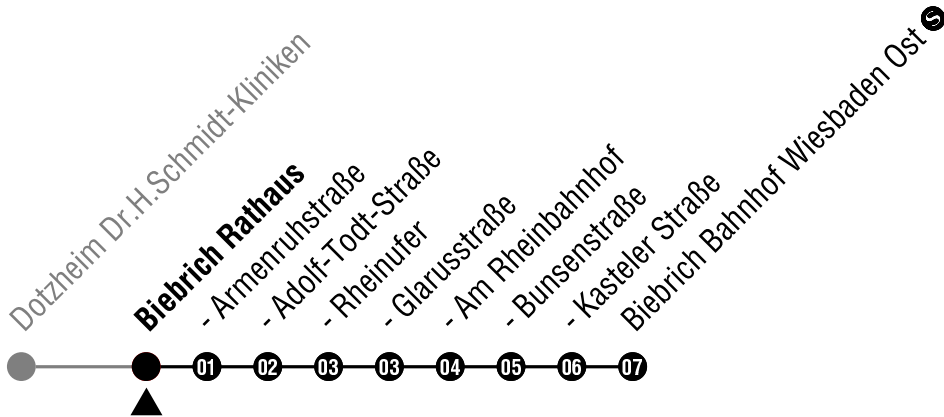 Dotzheim Dr.H.Schmidt-Kliniken
Biebrich Rathaus
- Armenruhstraße
- Adolf-Todt-Straße
- Rheinufer
- Glarusstraße
- Am Rheinbahnhof
- Bunsenstraße
- Kasteler Straße
Biebrich Bahnhof Wiesbaden Ost S
01 02 03 03 04 05 06 07